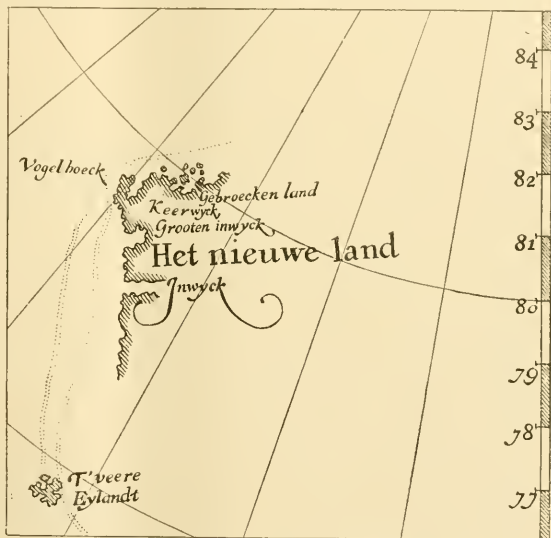 84
83
82
81
80
79
78
77
Vogelhoeck
Gebroecken land
Keerwyck
Grooten inwyck
Het nieuwe land
Inwyck
T'veere
Eylandt